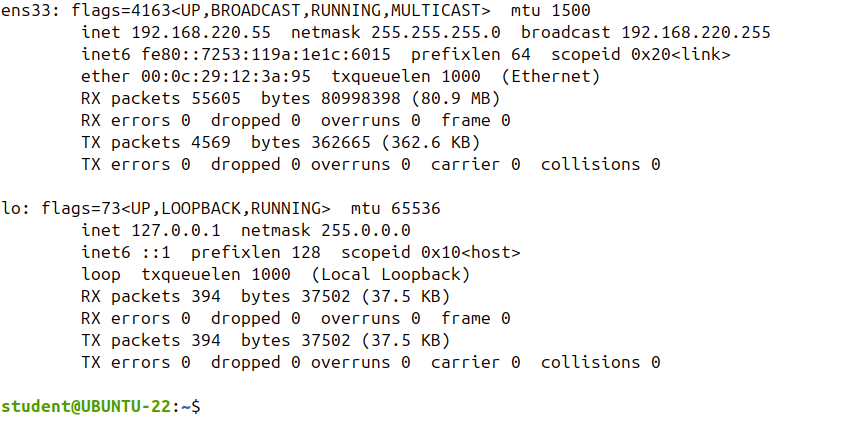 ens33: flags=4163<UP,BROADCAST,RUNNING,MULTICAST>  mtu 1500
        inet 192.168.220.55  netmask 255.255.255.0  broadcast 192.168.220.255
        inet6 fe80::7253:119a:1e1c:6015  prefixlen 64  scopeid 0x20<link>
        ether 00:0c:29:12:3a:95  txqueuelen 1000  (Ethernet)
        RX packets 55605  bytes 80998398 (80.9 MB)
        RX errors 0  dropped 0  overruns 0  frame 0
        TX packets 4569  bytes 362665 (362.6 KB)
        TX errors 0  dropped 0 overruns 0  carrier 0  collisions 0

lo: flags=73<UP,LOOPBACK,RUNNING>  mtu 65536
        inet 127.0.0.1  netmask 255.0.0.0
        inet6 ::1  prefixlen 128  scopeid 0x10<host>
        loop  txqueuelen 1000  (Local Loopback)
        RX packets 394  bytes 37502 (37.5 KB)
        RX errors 0  dropped 0  overruns 0  frame 0
        TX packets 394  bytes 37502 (37.5 KB)
        TX errors 0  dropped 0 overruns 0  carrier 0  collisions 0

student@UBUNTU-22:~$